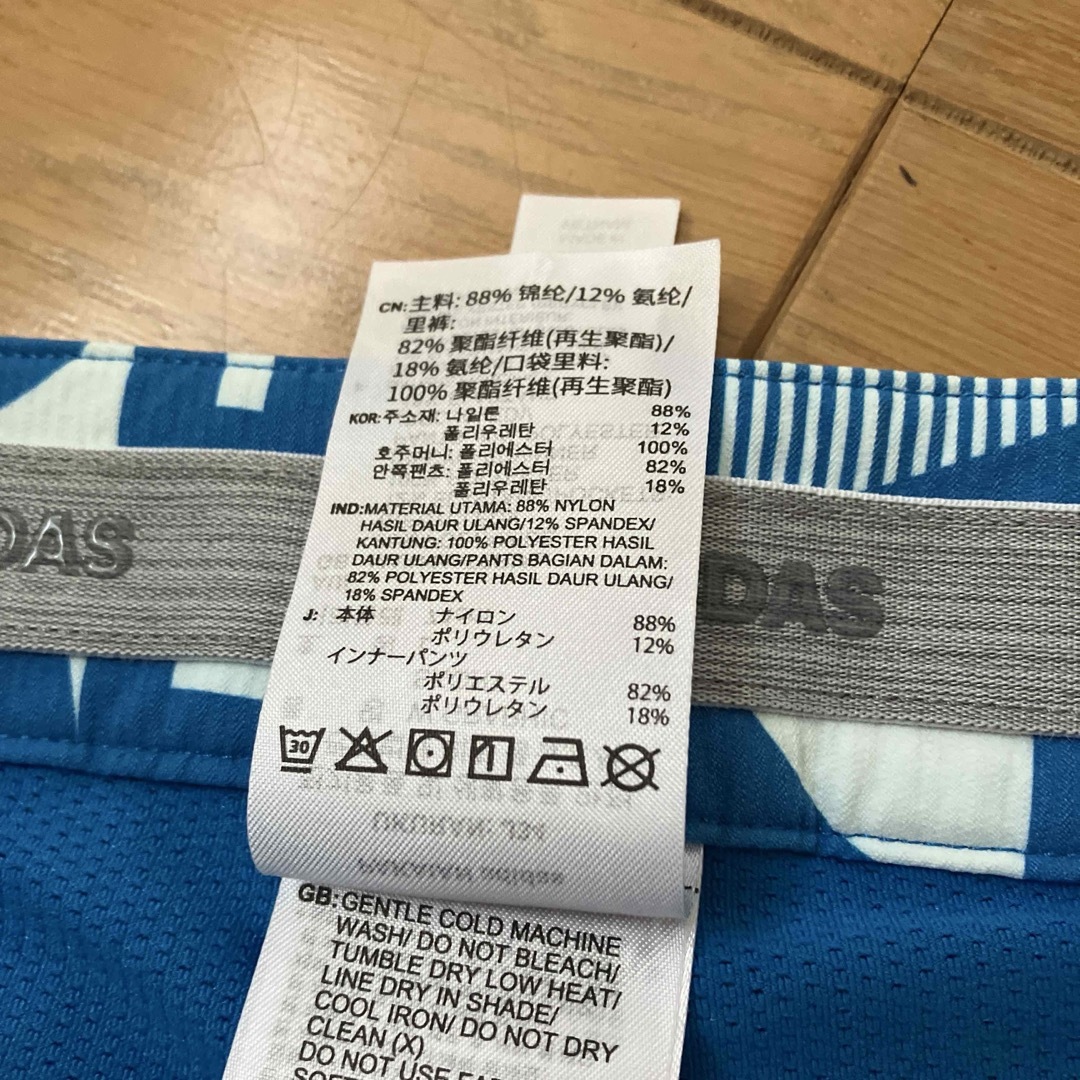 CN:主料: 88% 锦纶/12% 氨纶/
里裤:
82% 聚酯纤维(再生聚酯)/
18% 氨纶/口袋里料:
100% 聚酯纤维(再生聚酯)
KOR:주소재: 나일론 88%
폴리우레탄 12%
호주머니: 폴리에스터 100%
안쪽팬츠: 폴리에스터 82%
폴리우레탄 18%
IND:MATERIAL UTAMA: 88% NYLON
HASIL DAUR ULANG/12% SPANDEX/
KANTUNG: 100% POLYESTER HASIL
DAUR ULANG/PANTS BAGIAN DALAM:
82% POLYESTER HASIL DAUR ULANG/
18% SPANDEX
J: 本体 ナイロン 88%
ポリウレタン 12%
インナーパンツ
ポリエステル 82%
ポリウレタン 18%
30
DAS
DAS
GB:GENTLE COLD MACHINE
WASH/ DO NOT BLEACH/
TUMBLE DRY LOW HEAT/
LINE DRY IN SHADE/
COOL IRON/ DO NOT DRY
CLEAN (X)
DO NOT USE